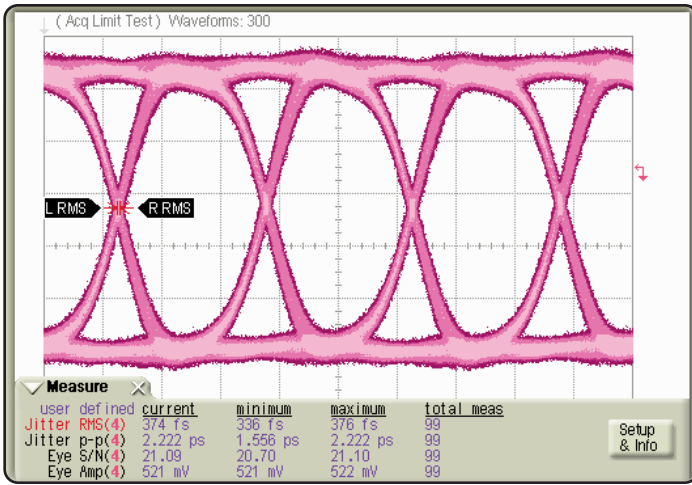 ( Acq Limit Test ) Waveforms: 300
L RMS R RMS
Measure
user defined current minimum maximum total meas
Jitter RMS(4) 374 fs 336 fs 376 fs 99
Jitter p-p(4) 2.222 ps 1.556 ps 2.222 ps 99
Eye S/N(4) 21.09 20.70 21.10 99
Eye Amp(4) 521 mV 521 mV 522 mV 99
Setup
& Info